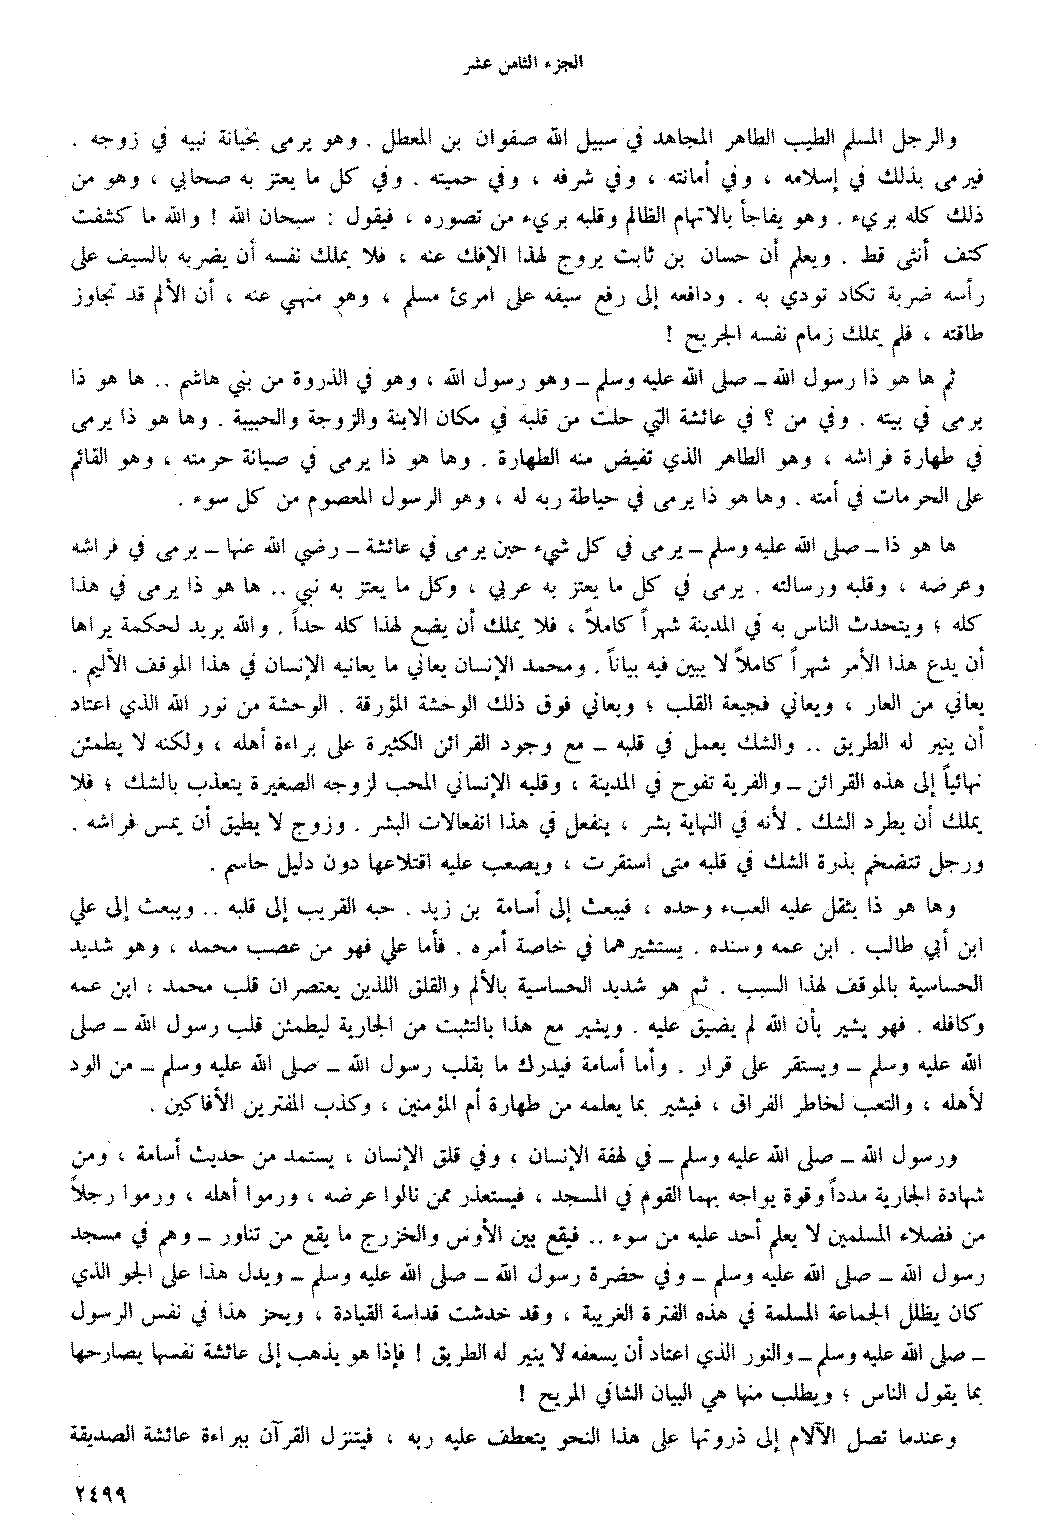 الجزء الثامن عشر
والرجل المسلم الطيب الطاهر المجاهد في سبيل الله صفوان بن المعطل . وهو يرمى بخيانة نبيه في زوجه .
فيرمى بذلك في إسلامه ، وفي أمانته ، وفي شرفه ، وفي حميته . وفي كل ما يعتز به صحابي ، وهو من
ذلك كله بريء . وهو يفاجأ بالاتهام الظالم وقلبه بريء من تصوره ، فيقول : سبحان الله ! والله ما كشفت
كتف أنثى قط . ويعلم أن حسان بن ثابت يروج لهذا الإفك عنه ، فلا يملك نفسه أن يضربه بالسيف على
رأسه ضربة تكاد تودي به . ودافعه إلى رفع سيفه على امرئ مسلم ، وهو منهي عنه ، أن الألم قد تجاوز
طاقته ، فلم يملك زمام نفسه الجريح !
ثم ها هو ذا رسول الله – صلى الله عليه وسلم – وهو رسول الله ، وهو في الذروة من بني هاشم .. ها هو ذا
يرمى في بيته . وفي من ؟ في عائشة التي حلت من قلبه في مكان الابنة والزوجة والحبيبة . وها هو ذا يرمى
في طهارة فراشه ، وهو الطاهر الذي تفيض منه الطهارة . وها هو ذا يرمى في صيانة حرمته ، وهو القائم
على الحرمات في أمته . وها هو ذا يرمى في حياطة ربه له ، وهو الرسول المعصوم من كل سوء .
ها هو ذا – صلى الله عليه وسلم – يرمى في كل شيء حين يرمى في عائشة – رضي الله عنها – يرمى في فراشه
وعرضه ، وقلبه ورسالته . يرمى في كل ما يعتز به عربي ، وكل ما يعتز به نبي .. ها هو ذا يرمى في هذا
كله ؛ ويتحدث الناس به في المدينة شهراً كاملاً ، فلا يملك أن يضع لهذا كله حداً . والله يريد لحكمة يراها
أن يدع هذا الأمر شهراً كاملاً لا يبين فيه بياناً . ومحمد الإنسان يعاني ما يعانيه الإنسان في هذا الموقف الأليم .
يعاني من العار ، ويعاني فجيعة القلب ؛ ويعاني فوق ذلك الوحشة المؤرقة . الوحشة من نور الله الذي اعتاد
أن ينير له الطريق .. والشك يعمل في قلبه – مع وجود القرائن الكثيرة على براءة أهله ، ولكنه لا يطمئن
نهائياً إلى هذه القرائن – والفرية تفوح في المدينة ، وقلبه الإنساني المحب لزوجه الصغيرة يتعذب بالشك ؛ فلا
يملك أن يطرد الشك . لأنه في النهاية بشر ، ينفعل في هذا انفعالات البشر . وزوج لا يطيق أن يمس فراشه .
ورجل تتضخم بذرة الشك في قلبه متى استقرت ، ويصعب عليه اقتلاعها دون دليل حاسم .
وها هو ذا يثقل عليه العبء وحده ، فيبعث إلى أسامة بن زيد . حبه القريب إلى قلبه .. ويبعث إلى علي
ابن أبي طالب . ابن عمه وسنده . يستشيرهما في خاصة أمره . فأما علي فهو من عصب محمد ، وهو شديد
الحساسية بالموقف لهذا السبب . ثم هو شديد الحساسية بالألم والقلق اللذين يعتصران قلب محمد ، ابن عمه
وكافله . فهو يشير بأن الله لم يضيق عليه . ويشير مع هذا بالتثبت من الجارية ليطمئن قلب رسول الله – صلى
الله عليه وسلم – ويستقر على قرار . وأما أسامة فيدرك ما بقلب رسول الله – صلى الله عليه وسلم – من الود
لأهله ، والتعب لخاطر الفراق ، فيشير بما يعلمه من طهارة أم المؤمنين ، وكذب المفترين الأفاكين .
ورسول الله – صلى الله عليه وسلم – في لهفة الإنسان ، وفي قلق الإنسان ، يستمد من حديث أسامة ، ومن
شهادة الجارية مدداً وقوة يواجه بهما القوم في المسجد ، فيستعذر ممن نالوا عرضه ، ورموا أهله ، ورموا رجلاً
من فضلاء المسلمين لا يعلم أحد عليه من سوء .. فيقع بين الأوس والخزرج ما يقع من تناور – وهم في مسجد
رسول الله – صلى الله عليه وسلم – وفي حضرة رسول الله – صلى الله عليه وسلم – ويدل هذا على الجو الذي
كان يظلل الجماعة المسلمة في هذه الفترة الغريبة ، وقد خدشت قداسة القيادة ، ويحز هذا في نفس الرسول
– صلى الله عليه وسلم – والنور الذي اعتاد أن يسعفه لا ينير له الطريق ! فإذا هو يذهب إلى عائشة نفسها يصارحها
بما يقول الناس ؛ ويطلب منها هي البيان الشافي المريح !
وعندما تصل الآلام إلى ذروتها على هذا النحو يتعطف عليه ربه ، فيتنزل القرآن ببراءة عائشة الصديقة
٢٤٩٩